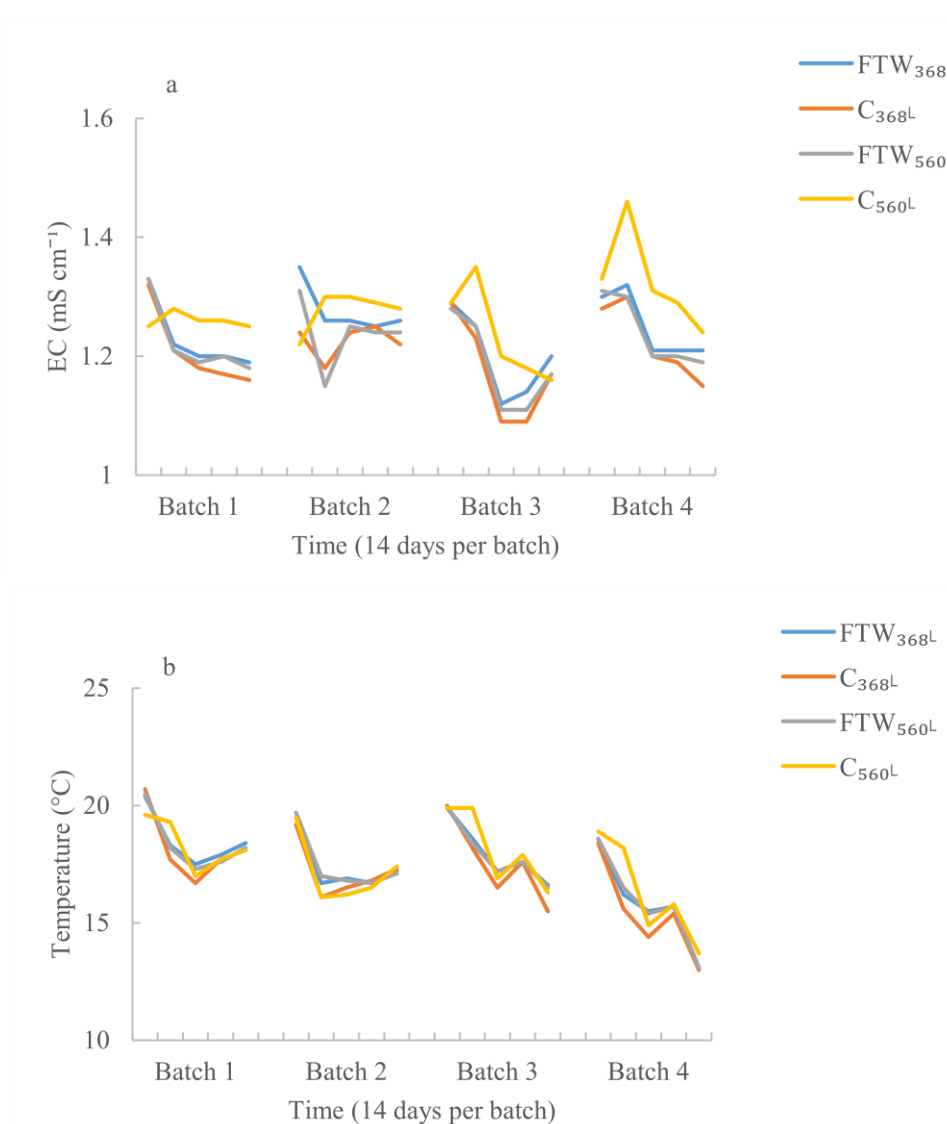 a
FTW₃₆₈
C₃₆₈L
FTW₅₆₀
C₅₆₀L
1.6
1.4
1.2
1
EC (mS cm⁻¹)
Batch 1 Batch 2 Batch 3 Batch 4
Time (14 days per batch)
b
FTW₃₆₈L
C₃₆₈L
FTW₅₆₀L
C₅₆₀L
25
20
15
10
Temperature (°C)
Batch 1 Batch 2 Batch 3 Batch 4
Time (14 days per batch)